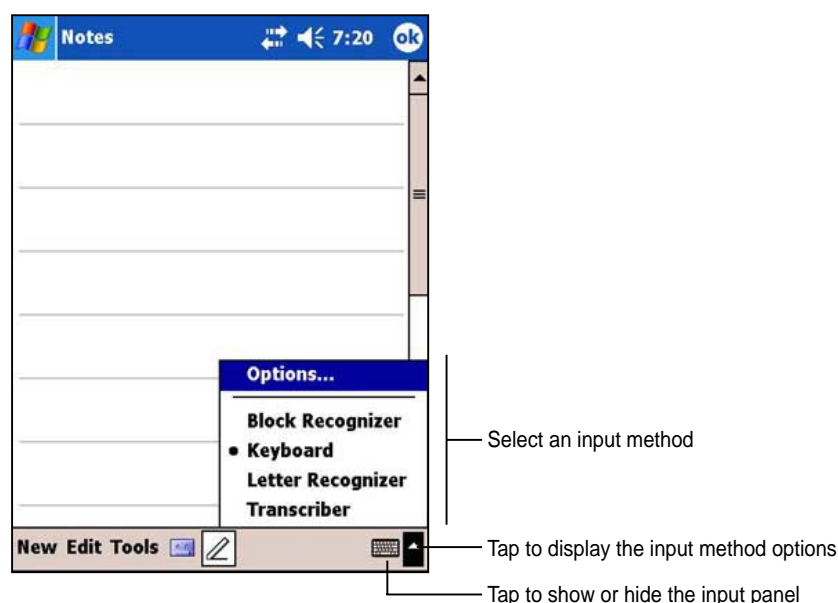 Notes 7:20 ok
Options...
Block Recognizer
Keyboard
Letter Recognizer
Transcriber
Select an input method
New Edit Tools
Tap to display the input method options
Tap to show or hide the input panel